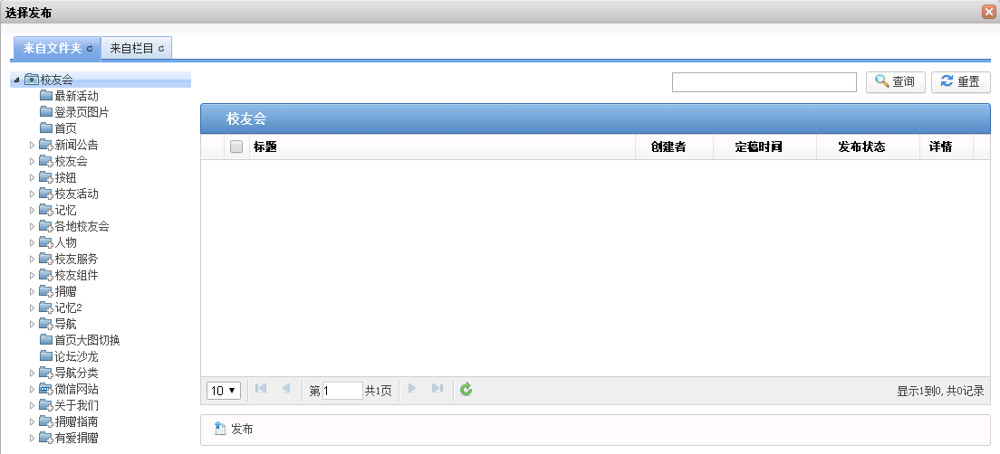 选择发布
来自文件夹 来自栏目
校友会
最新活动
登录页图片
首页
新闻公告
校友会
按钮
校友活动
记忆
各地校友会
人物
校友服务
校友组件
捐赠
记忆2
导航
首页大图切换
论坛沙龙
导航分类
微信网站
关于我们
捐赠指南
有爱捐赠
查询 重置
校友会
标题 创建者 定稿时间 发布状态 详情
10 第 1 共1页 显示1到0, 共0记录
发布